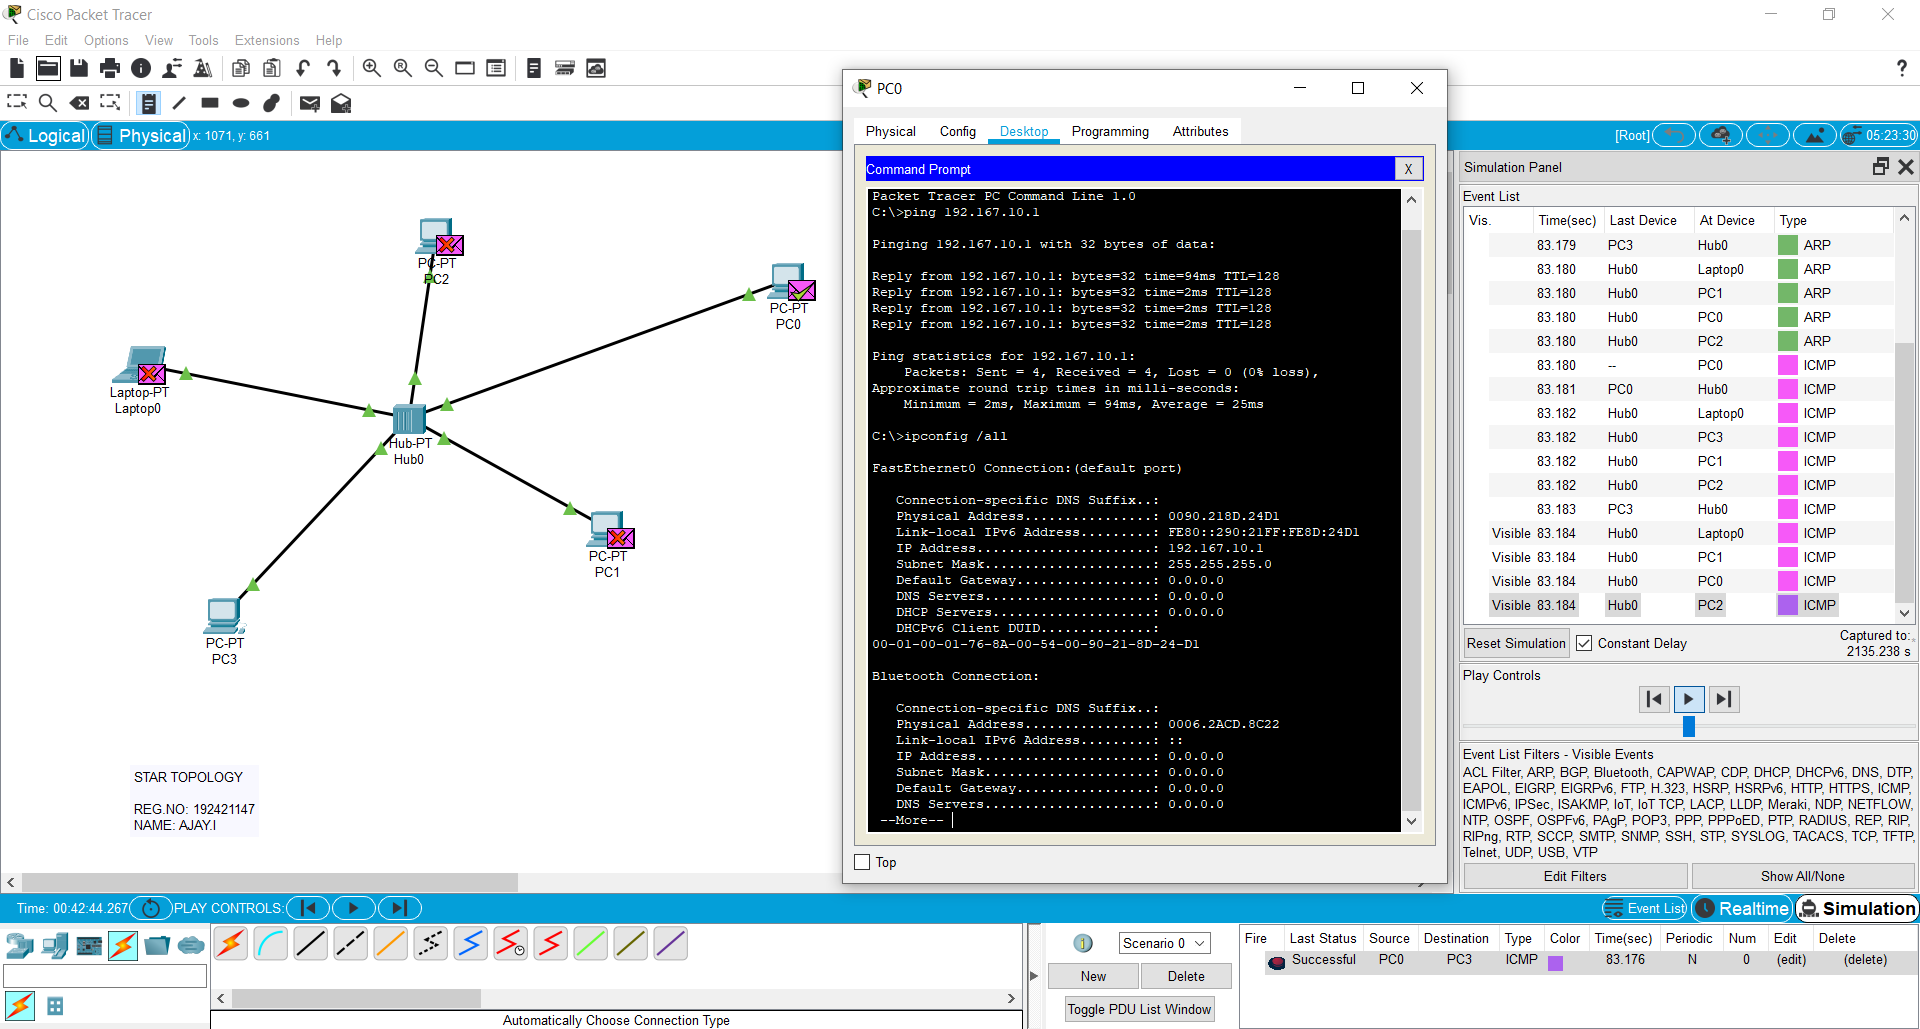 Cisco Packet Tracer
File Edit Options View Tools Extensions Help
Logical Physical x: 1071, y: 661
[Root] 05:23:30
PC-PT
PC2
PC-PT
PC0
Laptop-PT
Laptop0
Hub-PT
Hub0
PC-PT
PC1
PC-PT
PC3
STAR TOPOLOGY
REG.NO: 192421147
NAME: AJAY.I
PC0
Physical Config Desktop Programming Attributes
Command Prompt X
Packet Tracer PC Command Line 1.0
C:\>ping 192.167.10.1
Pinging 192.167.10.1 with 32 bytes of data:
Reply from 192.167.10.1: bytes=32 time=94ms TTL=128
Reply from 192.167.10.1: bytes=32 time=2ms TTL=128
Reply from 192.167.10.1: bytes=32 time=2ms TTL=128
Reply from 192.167.10.1: bytes=32 time=2ms TTL=128
Ping statistics for 192.167.10.1:
Packets: Sent = 4, Received = 4, Lost = 0 (0% loss),
Approximate round trip times in milli-seconds:
Minimum = 2ms, Maximum = 94ms, Average = 25ms
C:\>ipconfig /all
FastEthernet0 Connection:(default port)
Connection-specific DNS Suffix..:
Physical Address................: 0090.218D.24D1
Link-local IPv6 Address.........: FE80::290:21FF:FE8D:24D1
IP Address......................: 192.167.10.1
Subnet Mask.....................: 255.255.255.0
Default Gateway.................: 0.0.0.0
DNS Servers.....................: 0.0.0.0
DHCP Servers....................: 0.0.0.0
DHCPv6 Client DUID..............:
00-01-00-01-76-8A-00-54-00-90-21-8D-24-D1
Bluetooth Connection:
Connection-specific DNS Suffix..:
Physical Address................: 0006.2ACD.8C22
Link-local IPv6 Address.........: ::
IP Address......................: 0.0.0.0
Subnet Mask.....................: 0.0.0.0
Default Gateway.................: 0.0.0.0
DNS Servers.....................: 0.0.0.0
--More--
Top
Simulation Panel
Event List
Vis. Time(sec) Last Device At Device Type
83.179 PC3 Hub0 ARP
83.180 Hub0 Laptop0 ARP
83.180 Hub0 PC1 ARP
83.180 Hub0 PC0 ARP
83.180 Hub0 PC2 ARP
83.180 -- PC0 ICMP
83.181 PC0 Hub0 ICMP
83.182 Hub0 Laptop0 ICMP
83.182 Hub0 PC3 ICMP
83.182 Hub0 PC1 ICMP
83.182 Hub0 PC2 ICMP
83.183 PC3 Hub0 ICMP
Visible 83.184 Hub0 Laptop0 ICMP
Visible 83.184 Hub0 PC1 ICMP
Visible 83.184 Hub0 PC0 ICMP
Visible 83.184 Hub0 PC2 ICMP
Reset Simulation Constant Delay Captured to:
2135.238 s
Play Controls
Event List Filters - Visible Events
ACL Filter, ARP, BGP, Bluetooth, CAPWAP, CDP, DHCP, DHCPv6, DNS, DTP,
EAPOL, EIGRP, EIGRPv6, FTP, H.323, HSRP, HSRPv6, HTTP, HTTPS, ICMP,
ICMPv6, IPSec, ISAKMP, IoT, IoT TCP, LACP, LLDP, Meraki, NDP, NETFLOW,
NTP, OSPF, OSPFv6, PAgP, POP3, PPP, PPPoED, PTP, RADIUS, REP, RIP,
RIPng, RTP, SCCP, SMTP, SNMP, SSH, STP, SYSLOG, TACACS, TCP, TFTP,
Telnet, UDP, USB, VTP
Edit Filters Show All/None
Time: 00:42:44.267 PLAY CONTROLS: Event List Realtime Simulation
Automatically Choose Connection Type
Scenario 0
New Delete
Toggle PDU List Window
Fire Last Status Source Destination Type Color Time(sec) Periodic Num Edit Delete
Successful PC0 PC3 ICMP 83.176 N 0 (edit) (delete)